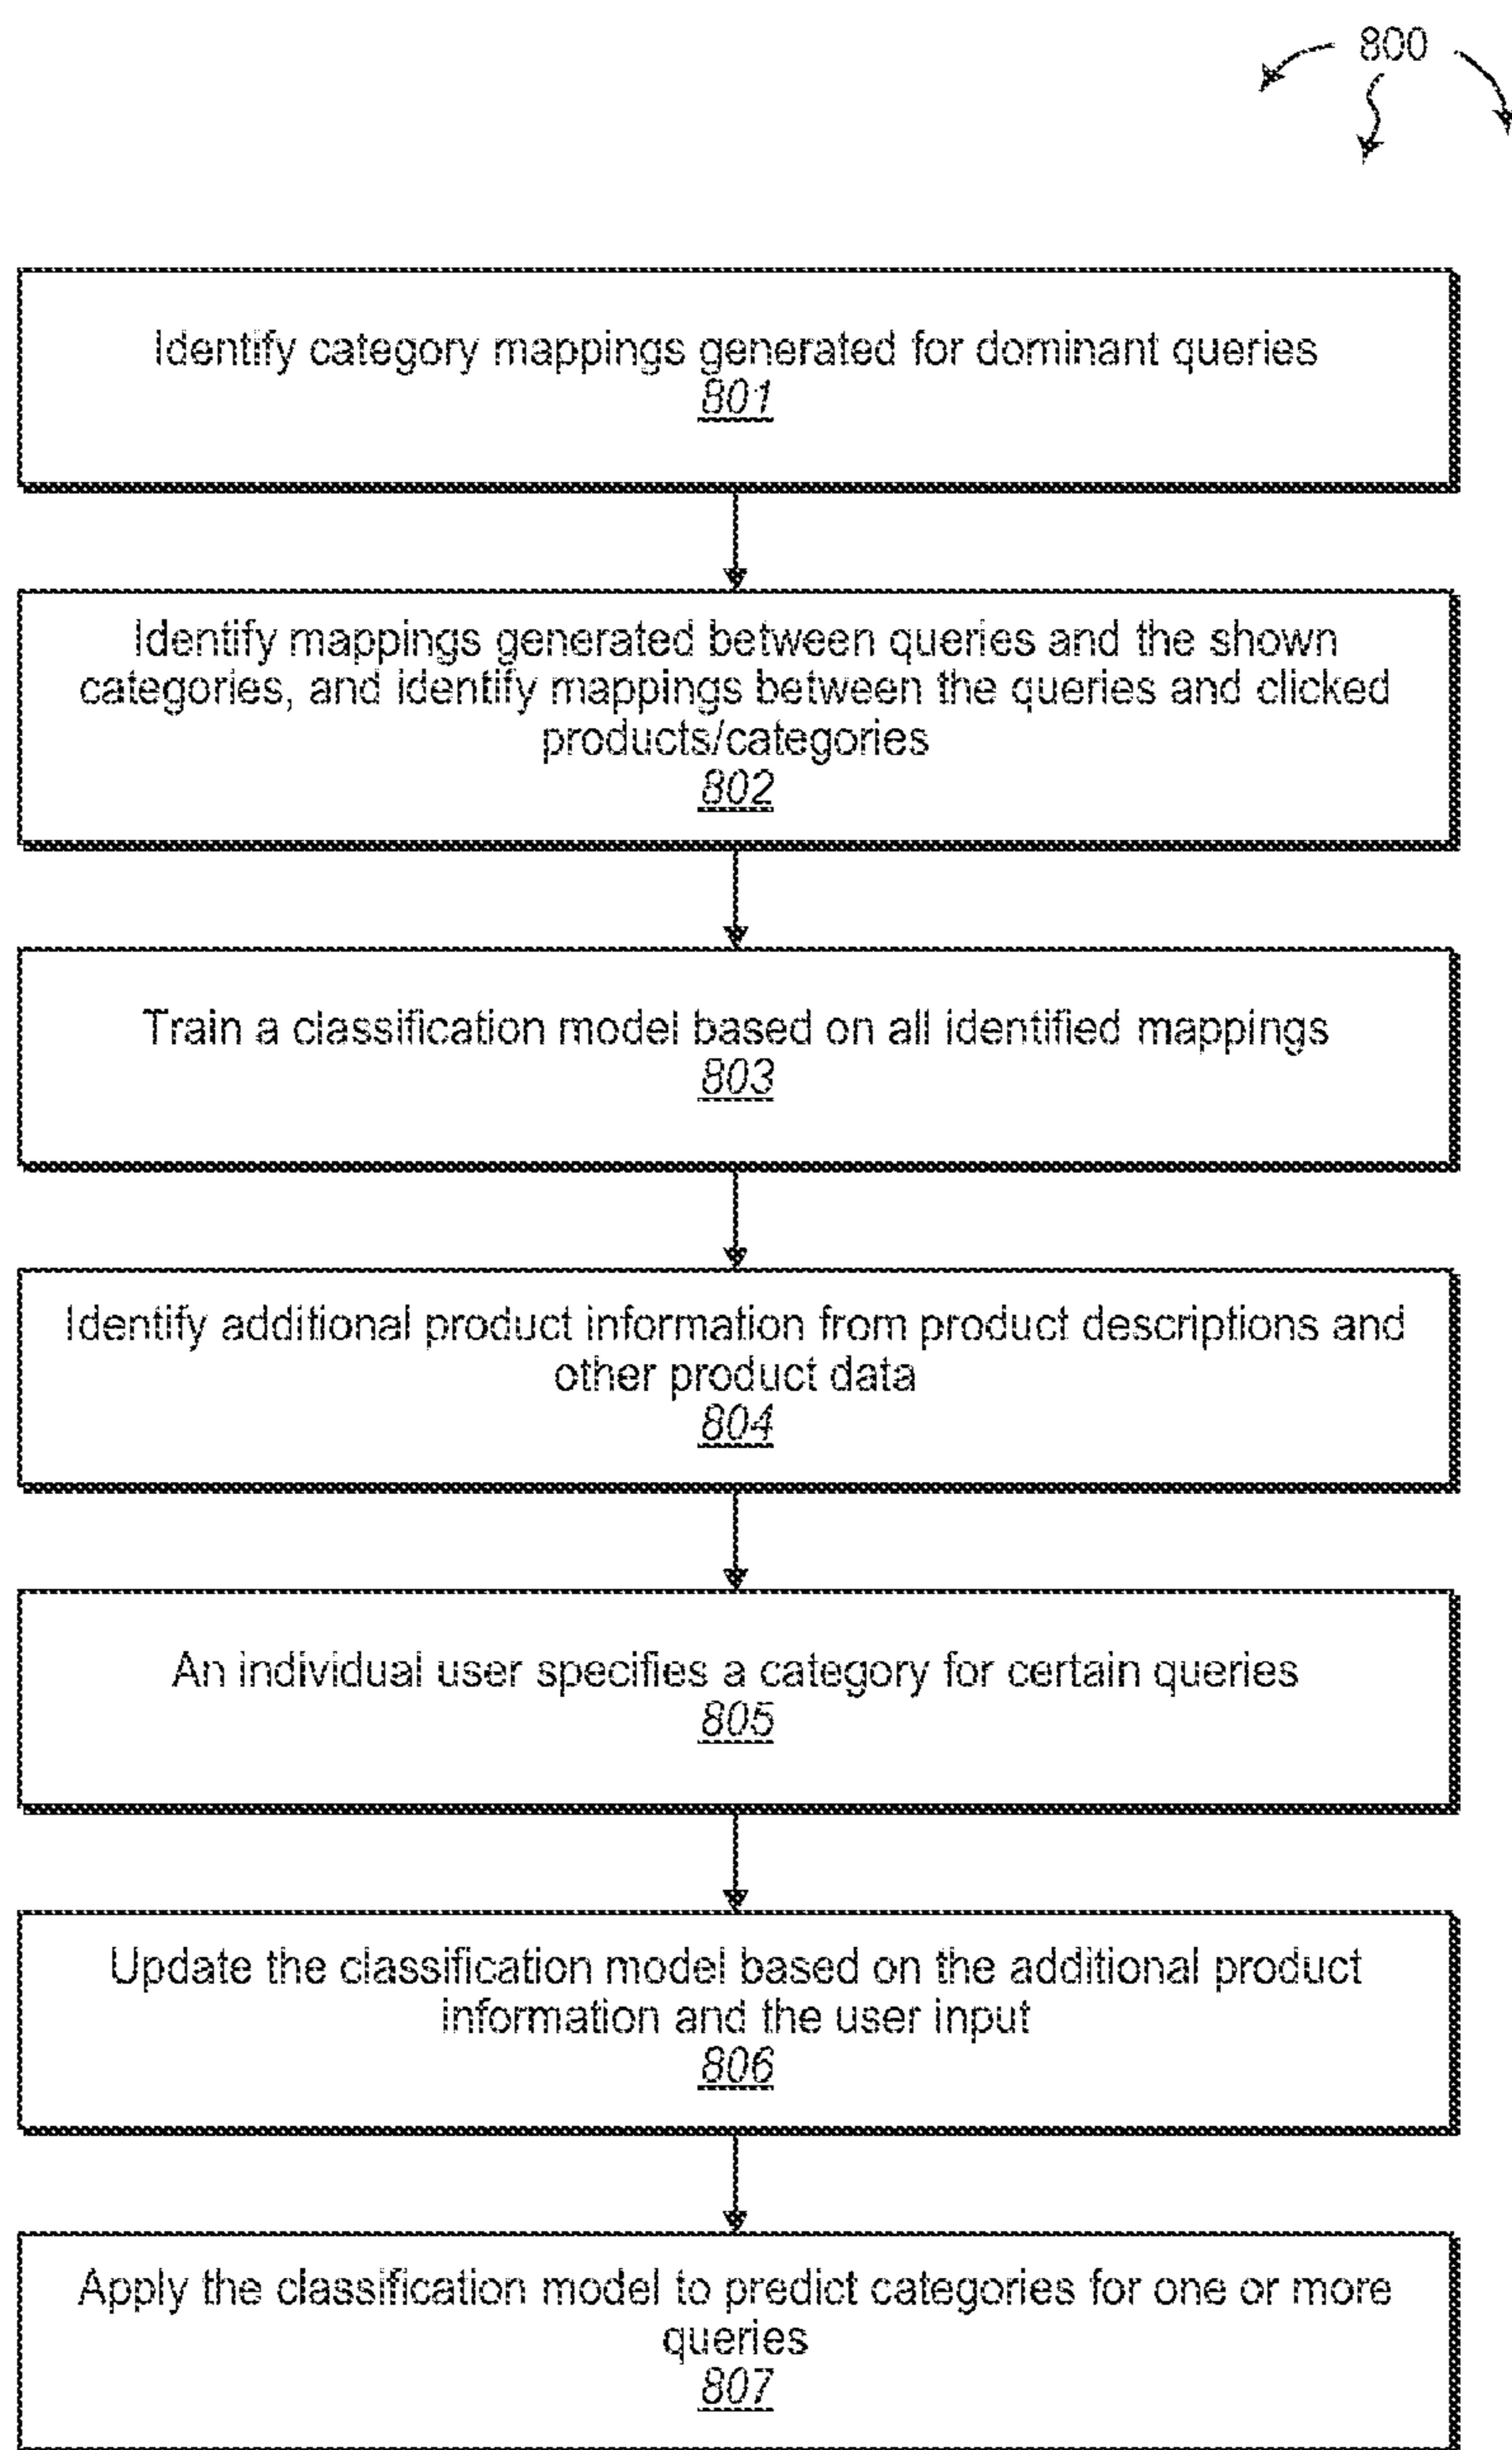 800
Identify category mappings generated for dominant queries
801
Identify mappings generated between queries and the shown
categories, and identify mappings between the queries and clicked
products/categories
802
Train a classification model based on all identified mappings
803
Identify additional product information from product descriptions and
other product data
804
An individual user specifies a category for certain queries
805
Update the classification model based on the additional product
information and the user input
806
Apply the classification model to predict categories for one or more
queries
807